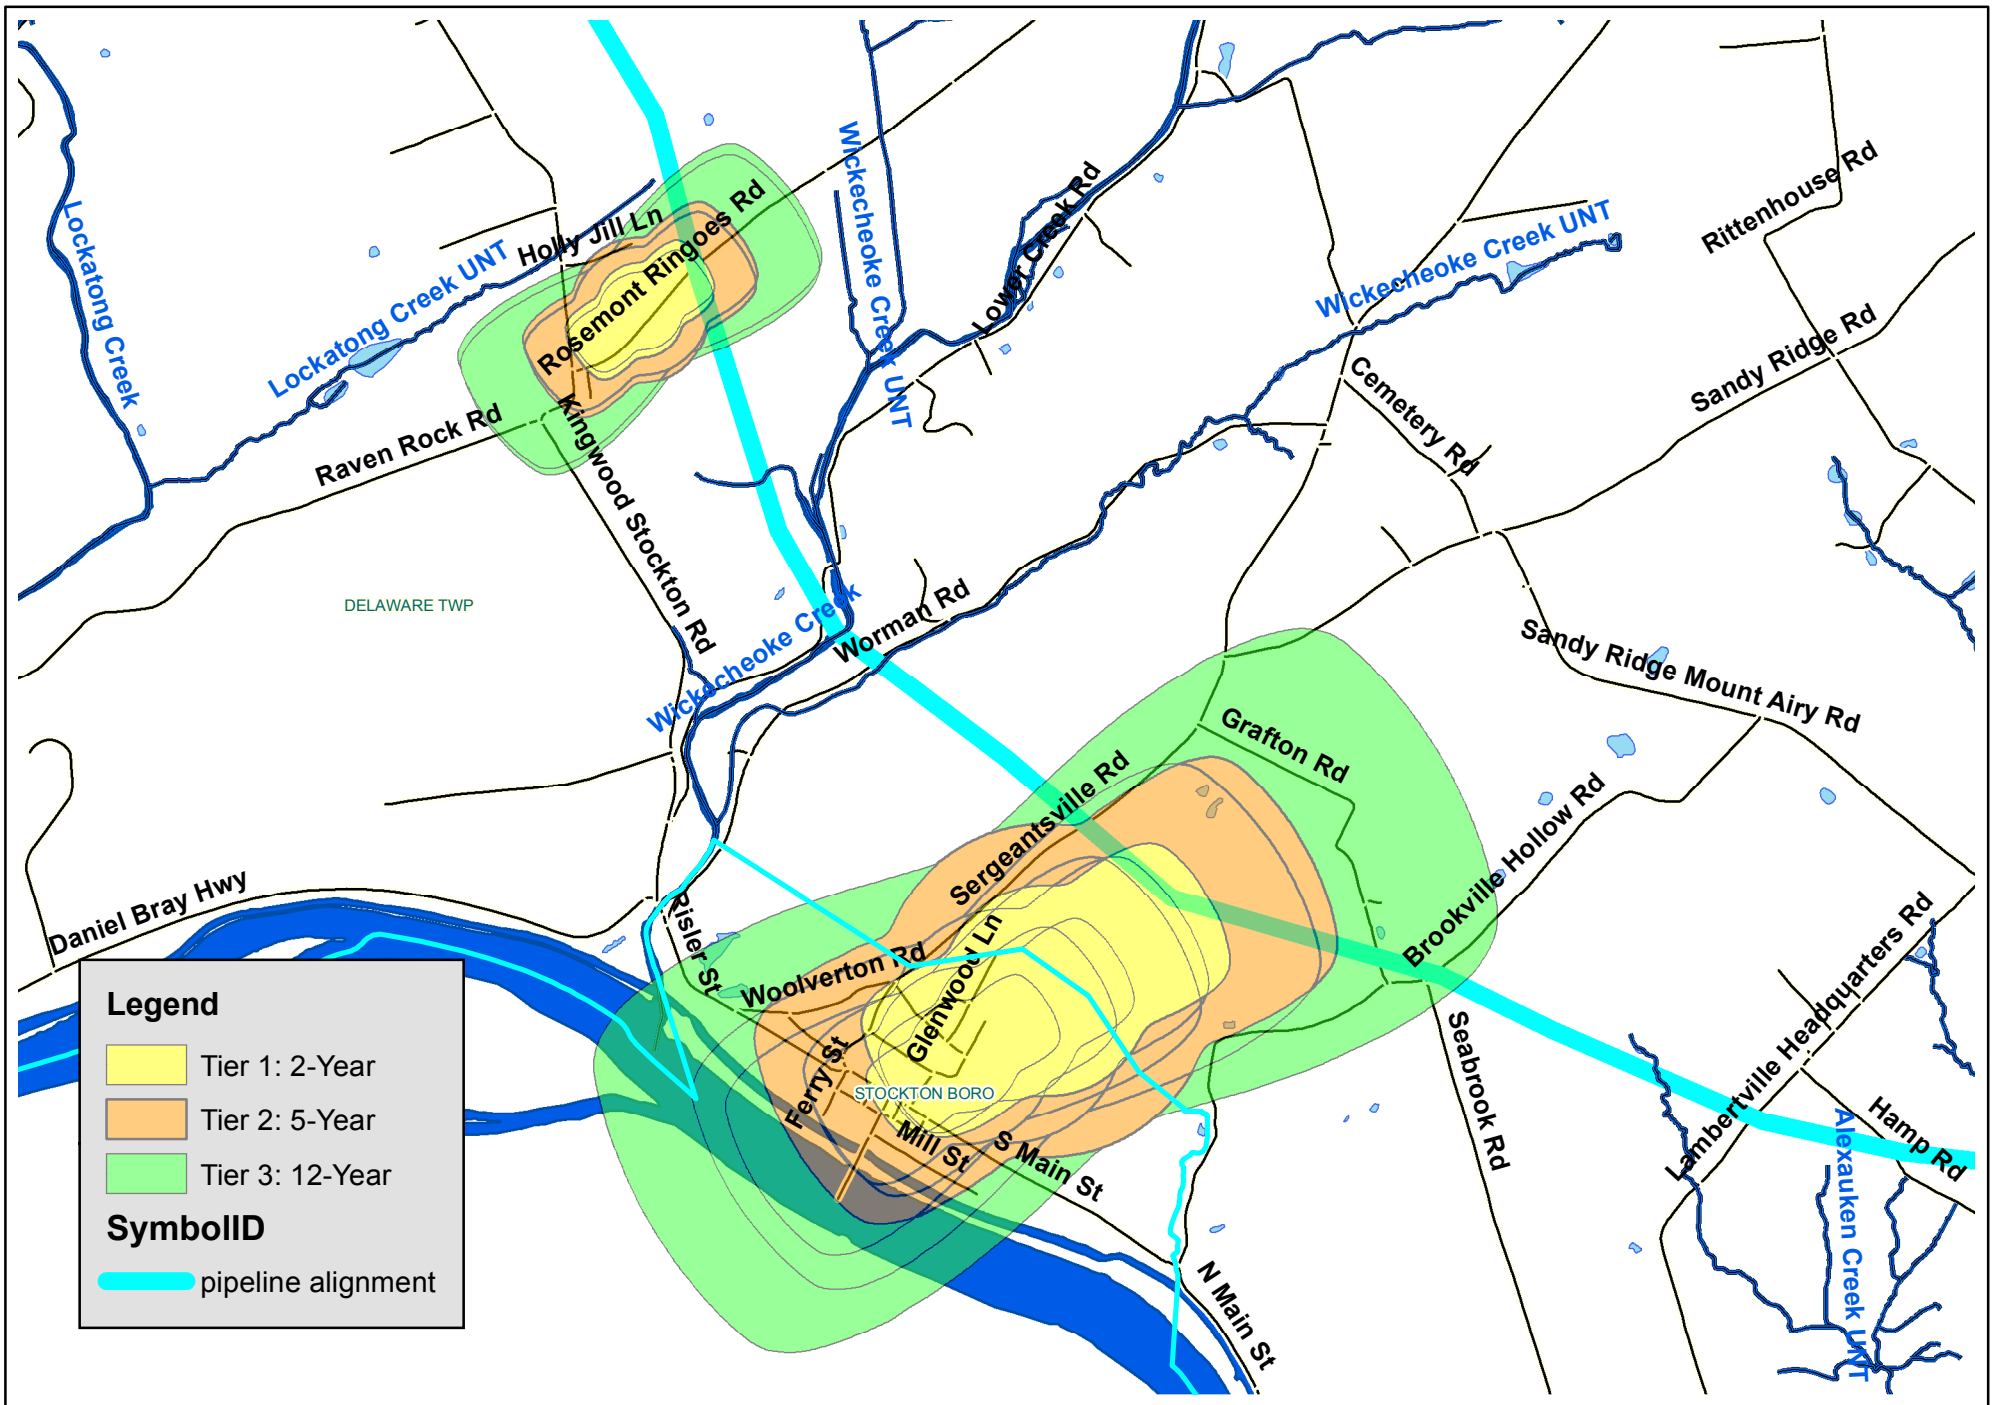 Wickecheoke Creek UNT
Lower Creek Rd
Rittenhouse Rd
Lockatong Creek
Holly Jill Ln
Rosemont Ringoes Rd
Lockatong Creek UNT
Wickecheoke Creek UNT
Sandy Ridge Rd
Cemetery Rd
Raven Rock Rd
Kingwood Stockton Rd
DELAWARE TWP
Wickecheoke Creek
Worman Rd
Sandy Ridge Mount Airy Rd
Grafton Rd
Sergeantsville Rd
Brookville Hollow Rd
Daniel Bray Hwy
Risler St
Woolverton Rd
Glenwood Ln
Lambertville Headquarters Rd
Ferry St
STOCKTON BORO
Mill St
S Main St
Seabrook Rd
Hamp Rd
Alexauken Creek UNT
N Main St
Legend
Tier 1: 2-Year
Tier 2: 5-Year
Tier 3: 12-Year
SymbolID
pipeline alignment